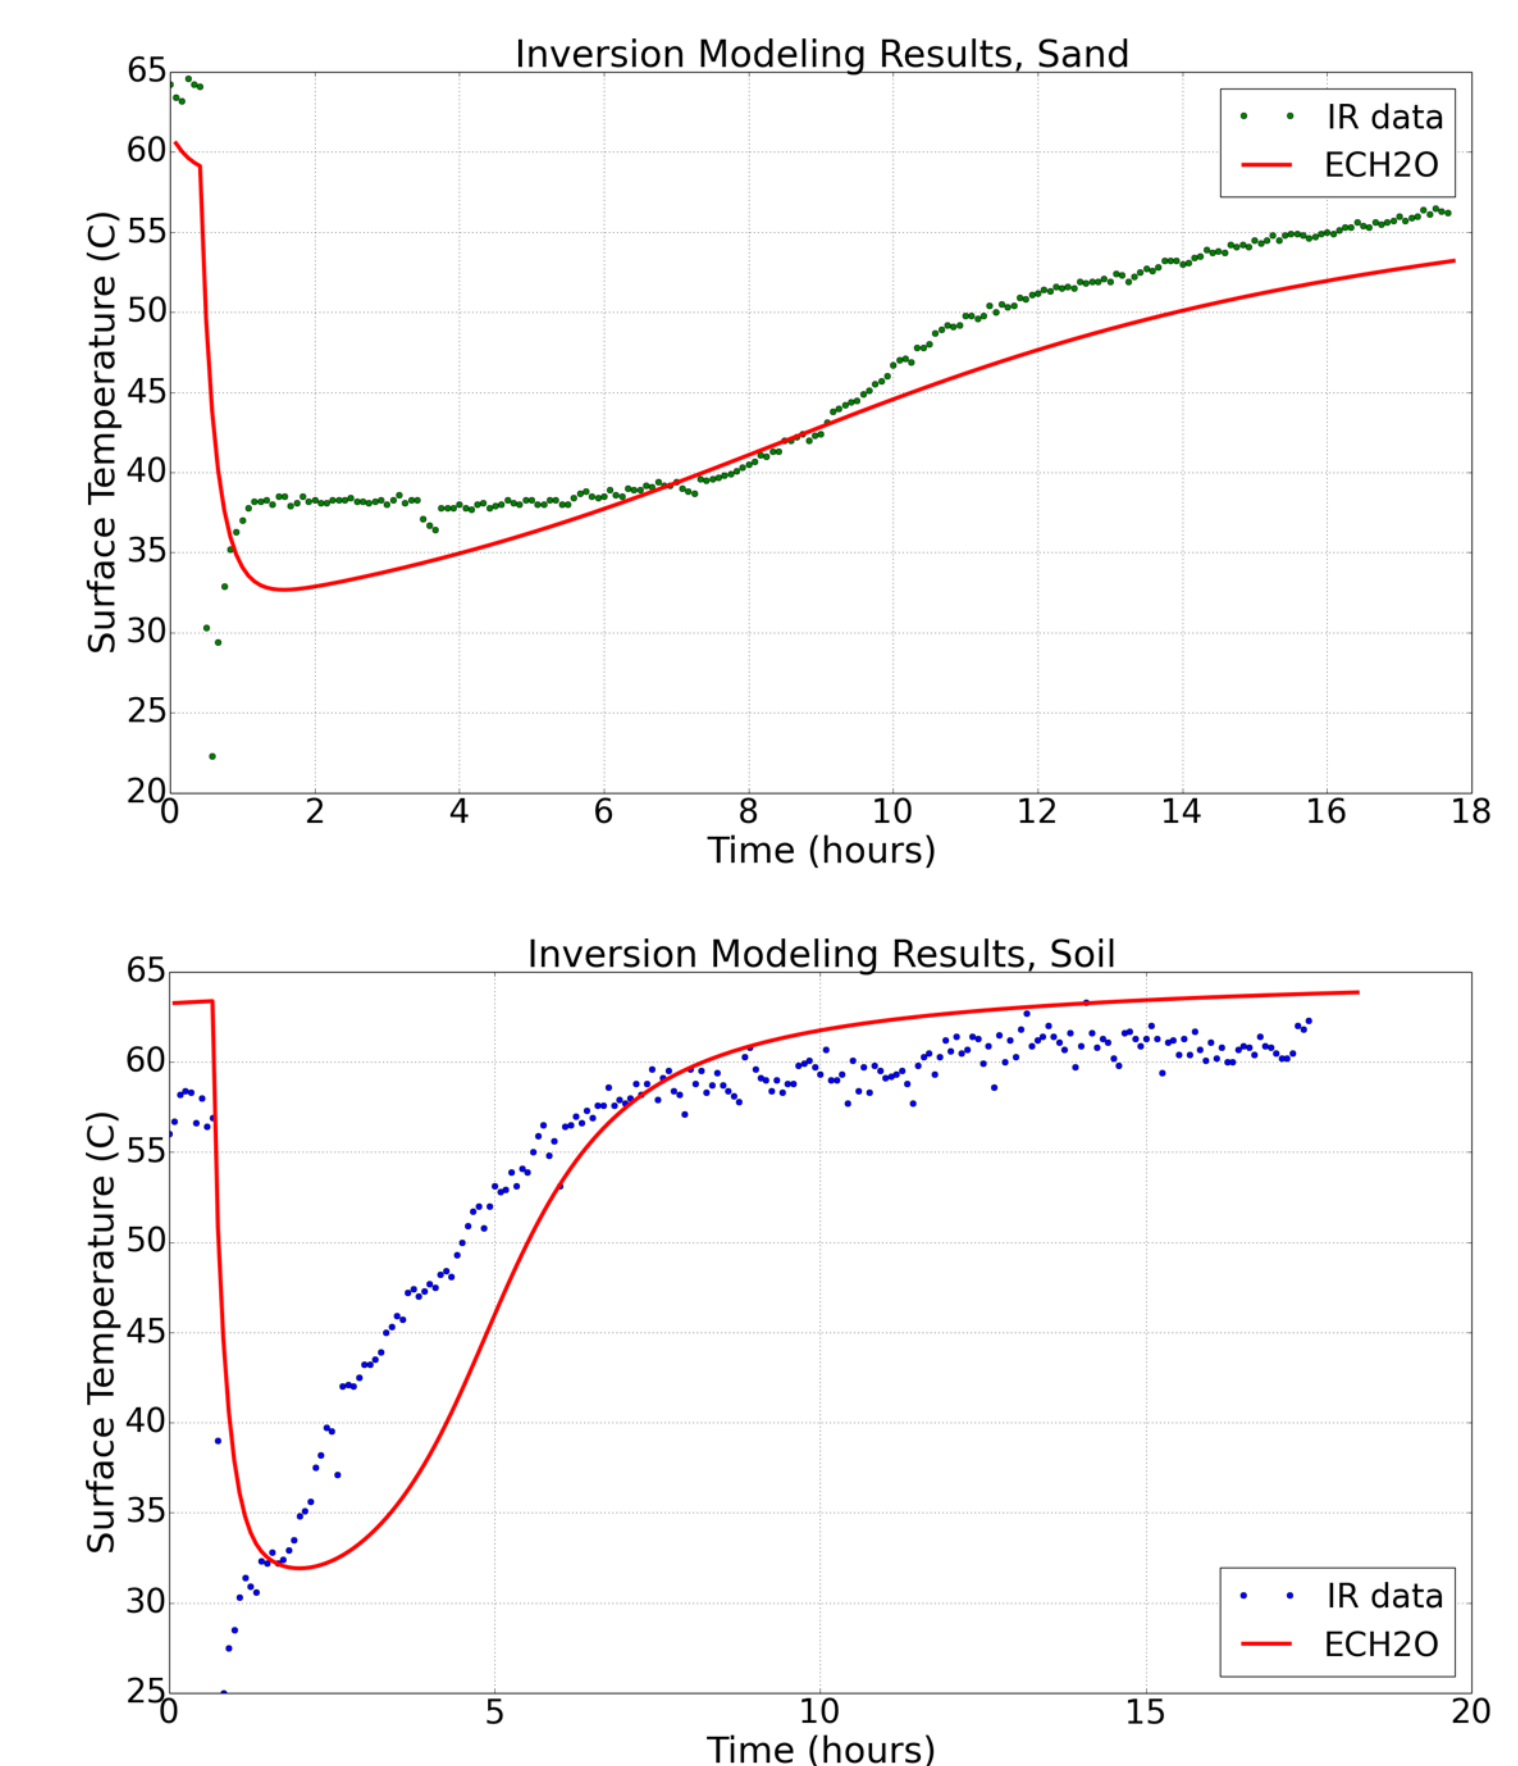 Inversion Modeling Results, Sand
65
60
55
50
45
40
35
30
25
20
Surface Temperature (C)
IR data
ECH2O
0 2 4 6 8 10 12 14 16 18
Time (hours)
Inversion Modeling Results, Soil
65
60
55
50
45
40
35
30
25
Surface Temperature (C)
IR data
ECH2O
0 5 10 15 20
Time (hours)